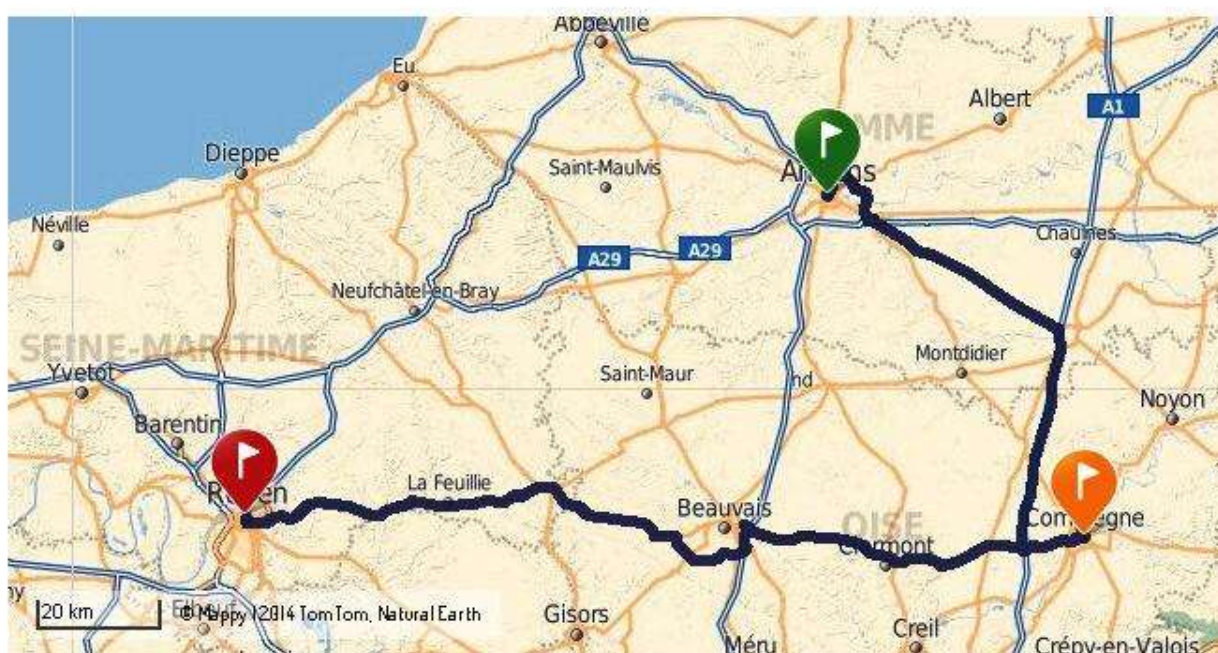 Abbeville
Eu
Albert
A1
MME
Dieppe
Saint-Maulvis
Néville
Chaulnes
A29
A29
Neufchâtel-en-Bray
SEINE-MARITIME
Montdidier
Yvetot
Saint-Maur
nd
Noyon
Barentin
La Feuillie
Beauvais
OISE
Clermont
20 km
© Mappy 2014 TomTom, Natural Earth
Gisors
Méru
Creil
Crépy-en-Valois